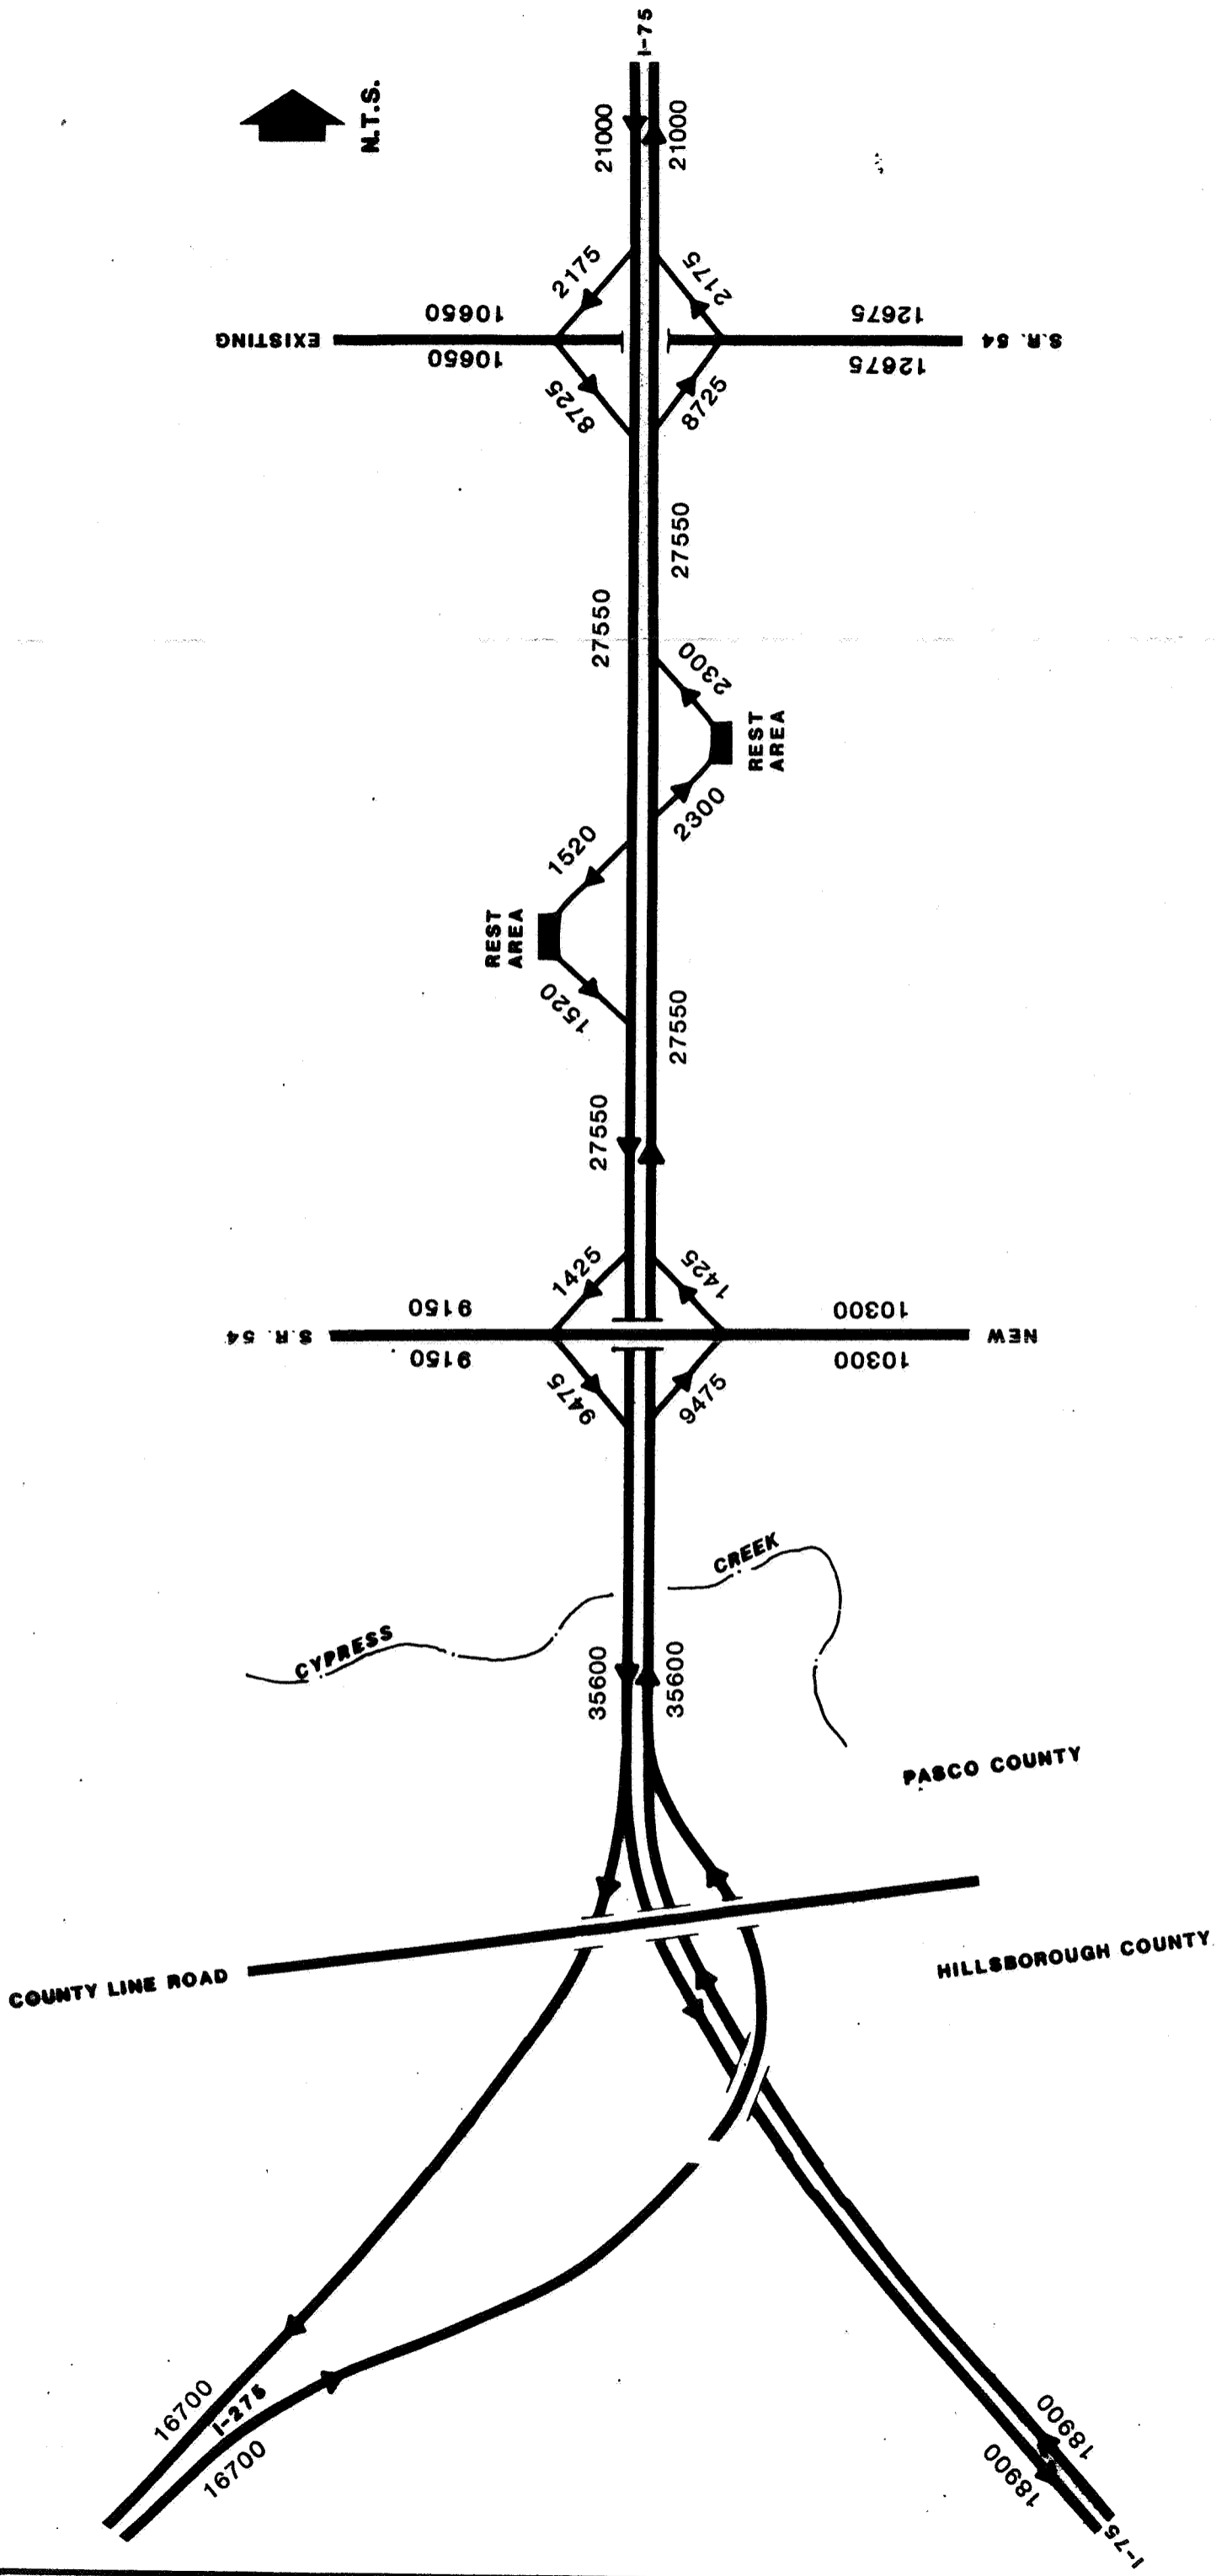 I-75
N.T.S.
21000
21000
2175
2175
10650
12675
EXISTING
S.R. 54
10650
12675
8725
8725
27550
27550
2300
REST
AREA
2300
1520
REST
AREA
1520
27550
27550
1425
1425
9150
10300
S.R. 54
NEW
9150
10300
9475
9475
CREEK
CYPRESS
35600
35600
PASCO COUNTY
COUNTY LINE ROAD
HILLSBOROUGH COUNTY
16700
I-275
16700
18900
18900
I-75